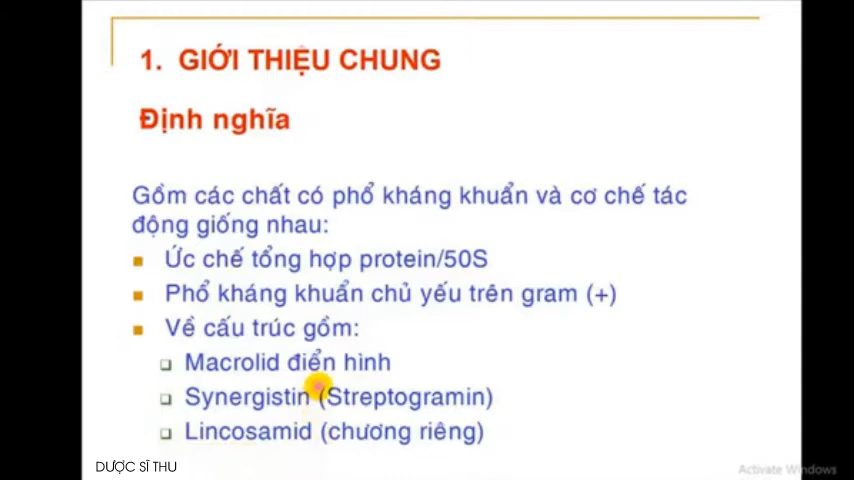 1. GIỚI THIỆU CHUNG
Định nghĩa
Gồm các chất có phổ kháng khuẩn và cơ chế tác
động giống nhau:
Ức chế tổng hợp protein/50S
Phổ kháng khuẩn chủ yếu trên gram (+)
Về cấu trúc gồm:
Macrolid điển hình
Synergistin (Streptogramin)
Lincosamid (chương riêng)
DƯỢC SĨ THU
Activate Windows